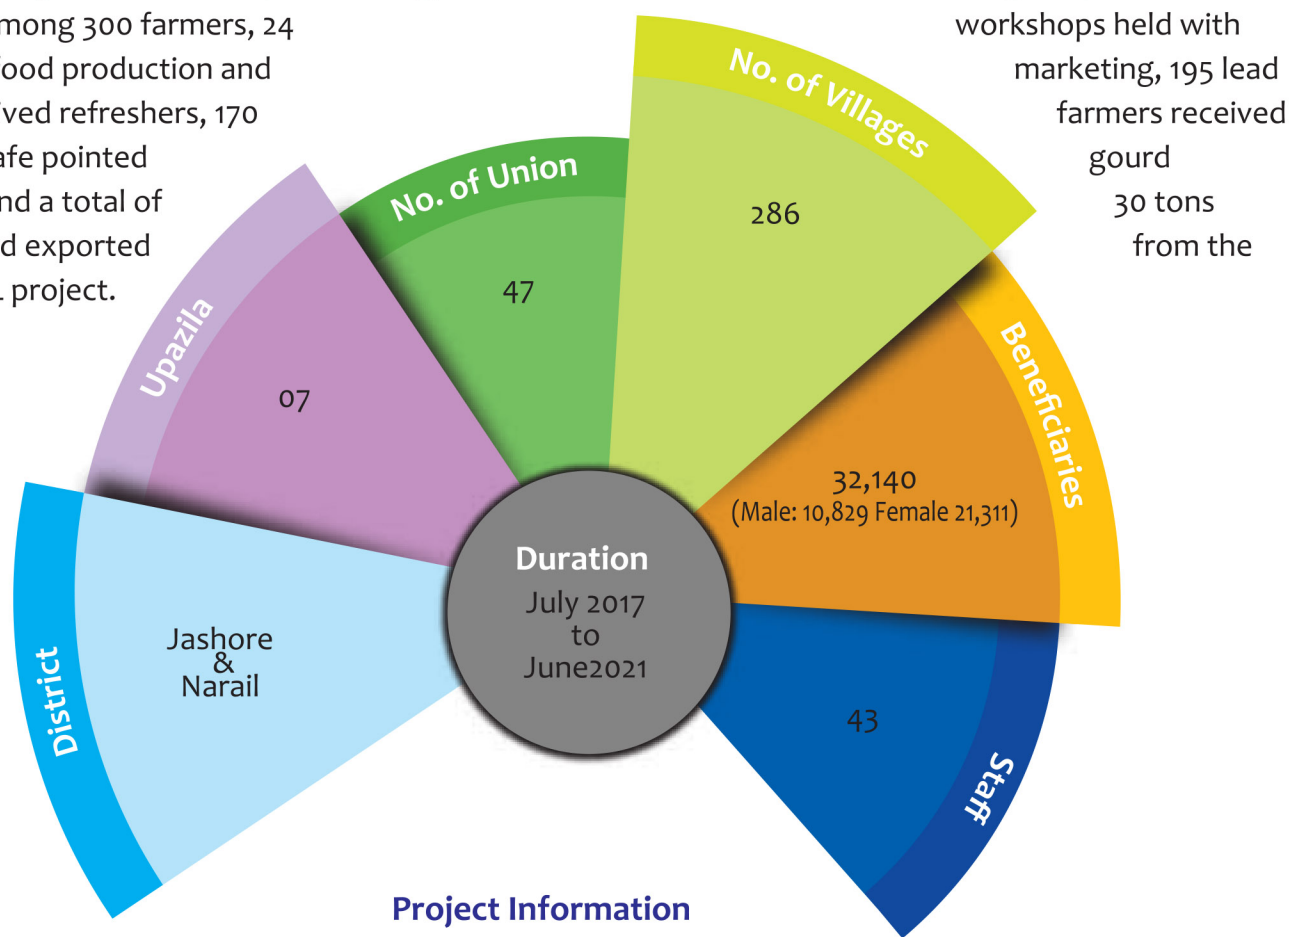 mong 300 farmers, 24
workshops held with
ood production and
marketing, 195 lead
ved refreshers, 170
farmers received
afe pointed
gourd
nd a total of
30 tons
d exported
from the
project.
No. of Villages
286
No. of Union
47
Upazila
07
Beneficiaries
32,140
(Male: 10,829 Female 21,311)
District
Jashore
&
Narail
Duration
July 2017
to
June2021
Staff
43
Project Information